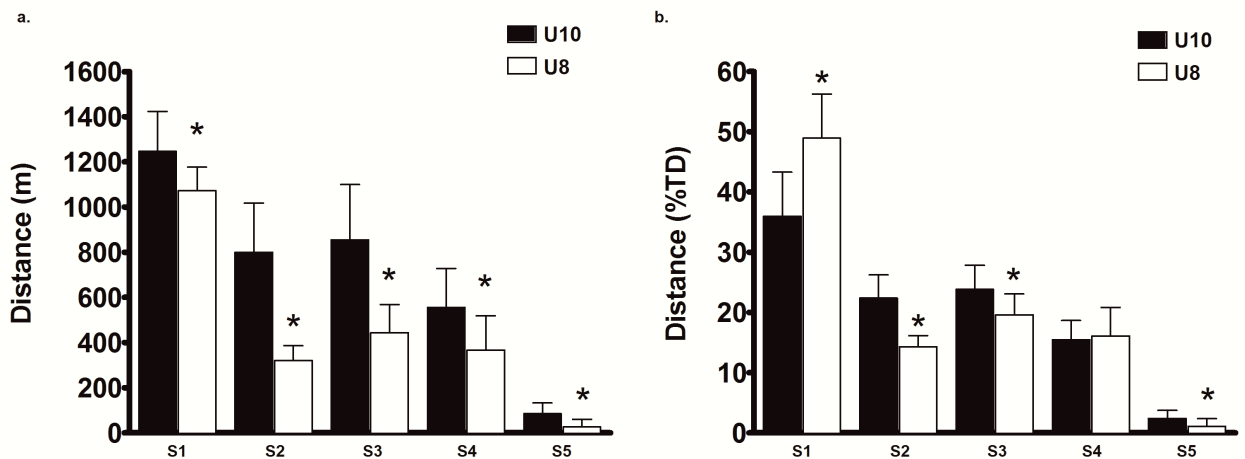 a.
U10
U8
Distance (m)
1600
1400
1200
1000
800
600
400
200
0
*
*
*
*
*
S1
S2
S3
S4
S5
b.
U10
U8
Distance (%TD)
60
50
40
30
20
10
0
*
*
*
*
S1
S2
S3
S4
S5